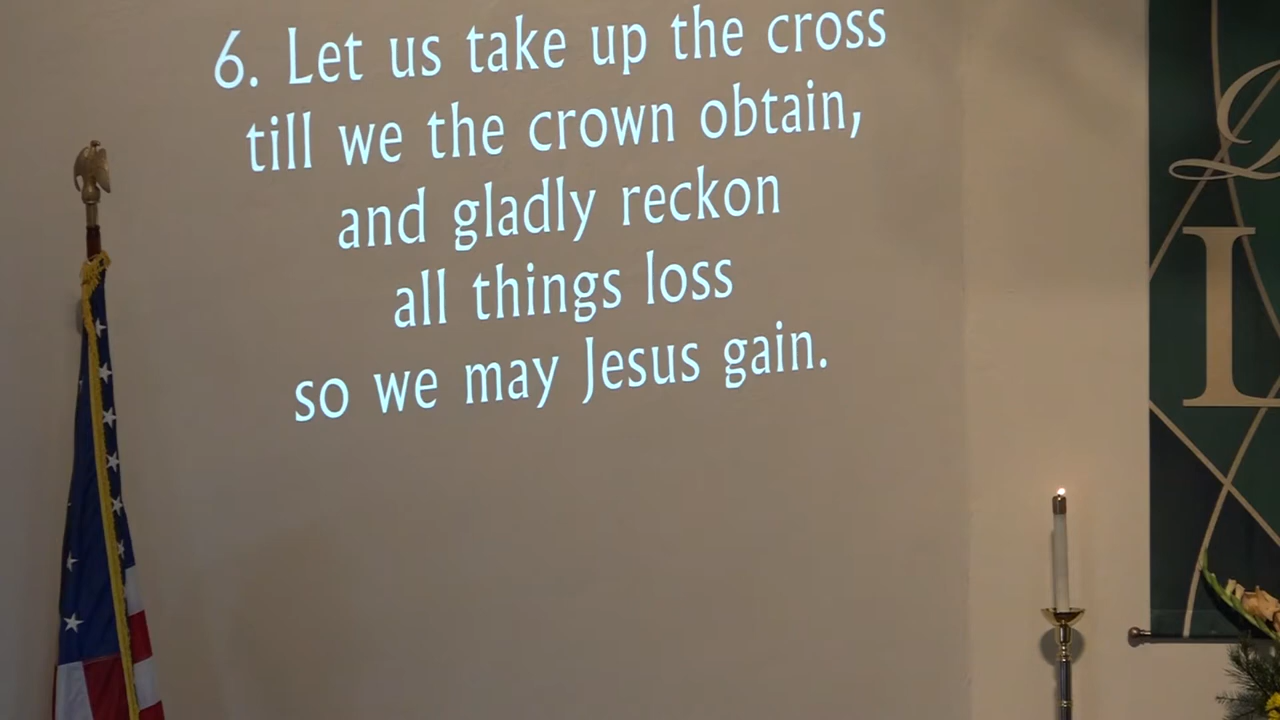 6. Let us take up the cross
till we the crown obtain,
and gladly reckon
all things loss
so we may Jesus gain.